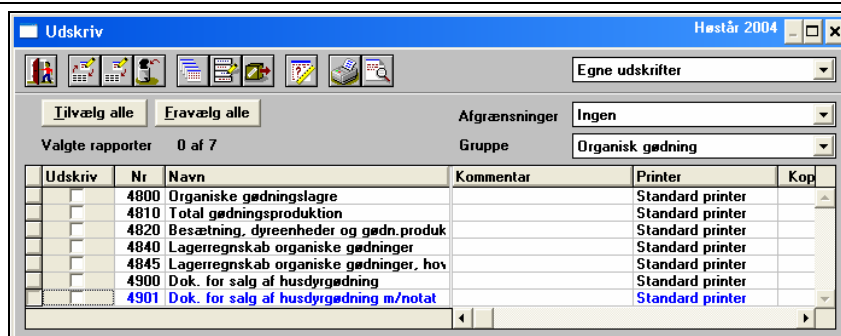 Udskriv Høstår 2004
Egne udskrifter
Tilvælg alle Fravælg alle Afgrænsninger Ingen
Valgte rapporter 0 af 7 Gruppe Organisk gødning
Udskriv Nr Navn Kommentar Printer Kop
4800 Organiske gødningslagre Standard printer
4810 Total gødningsproduktion Standard printer
4820 Besætning, dyreenheder og gødn.produk Standard printer
4840 Lagerregnskab organiske gødninger Standard printer
4845 Lagerregnskab organiske gødninger, hov Standard printer
4900 Dok. for salg af husdyrgødning Standard printer
4901 Dok. for salg af husdyrgødning m/notat Standard printer